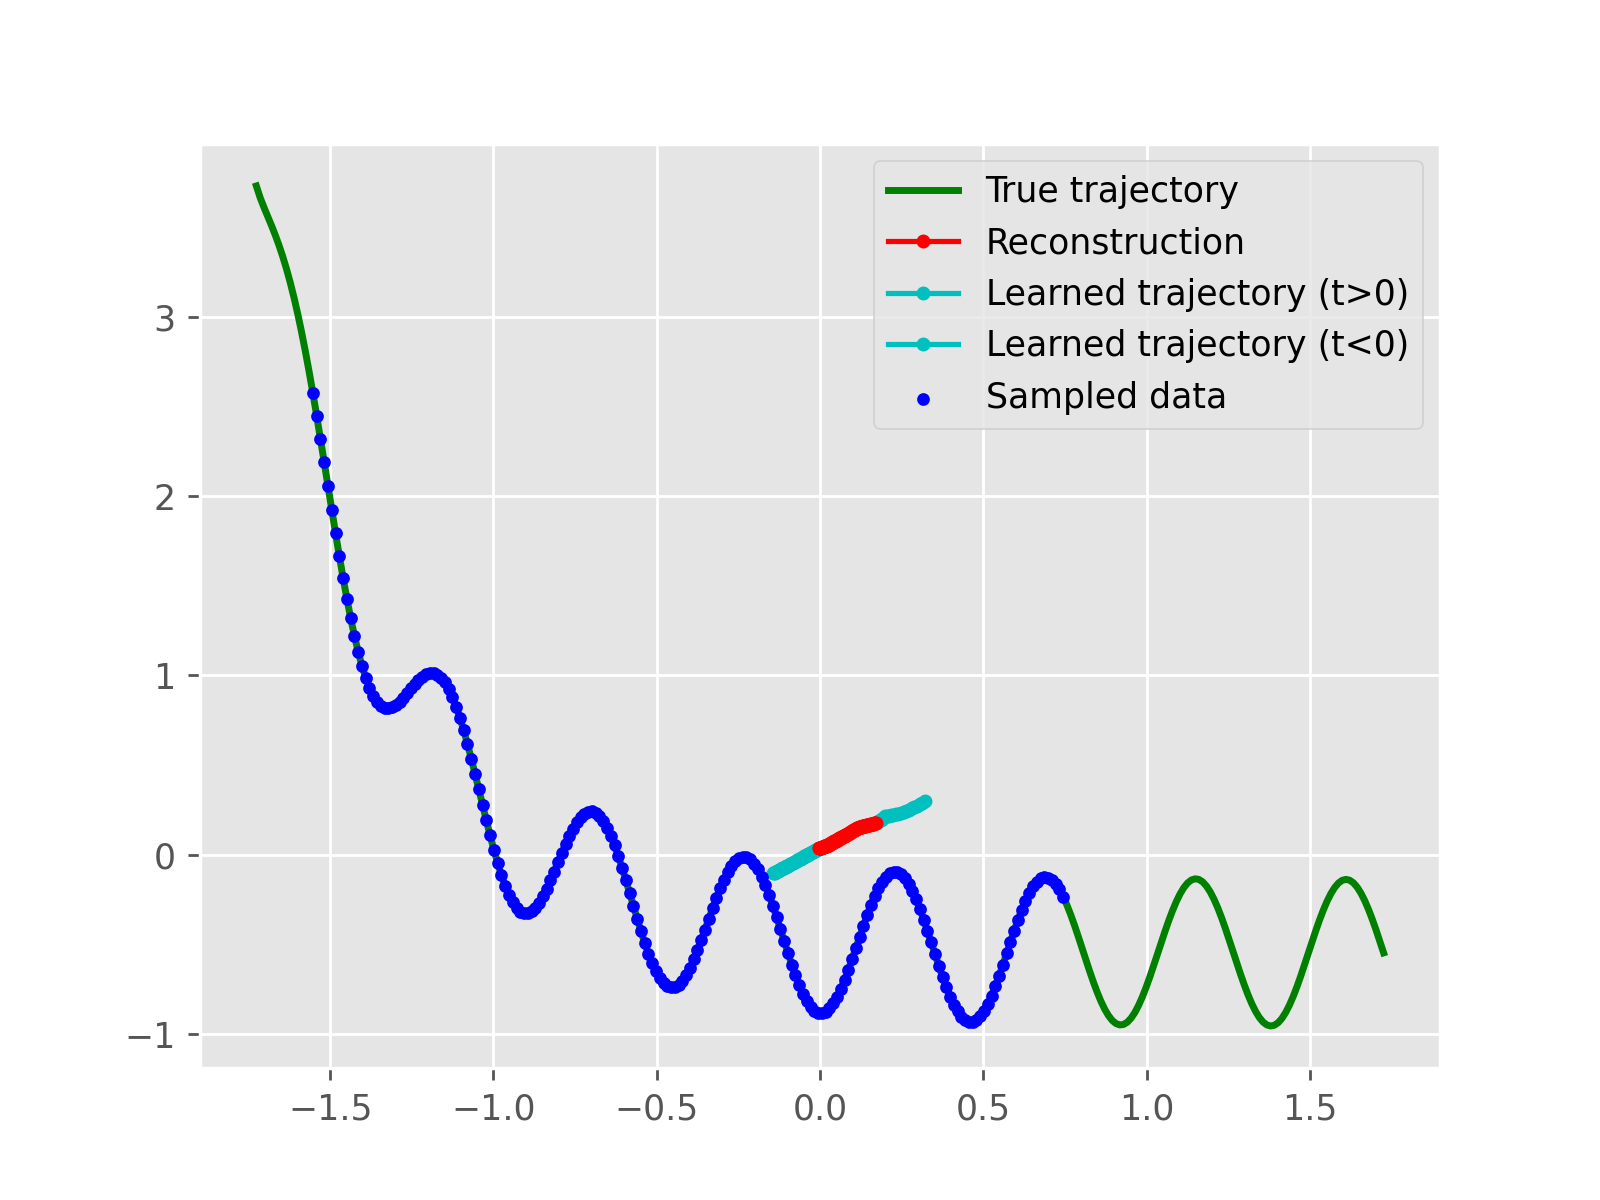 True trajectory
Reconstruction
Learned trajectory (t>0)
Learned trajectory (t<0)
Sampled data
3
2
1
0
−1
−1.5 −1.0 −0.5 0.0 0.5 1.0 1.5